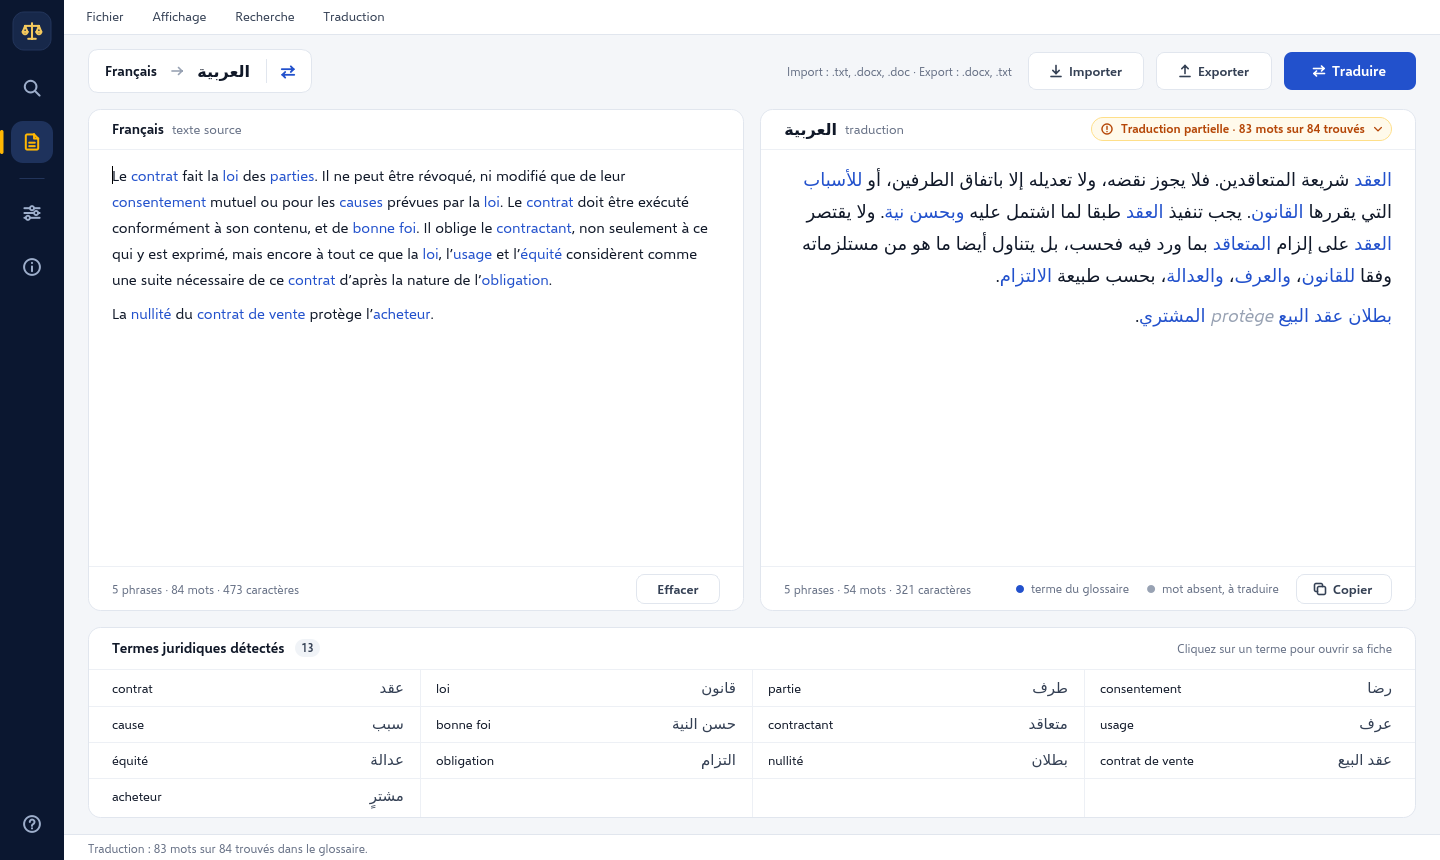 Fichier Affichage Recherche Traduction
Français → العربية
Import : .txt, .docx, .doc · Export : .docx, .txt
Importer
Exporter
Traduire
Français texte source
Le contrat fait la loi des parties. Il ne peut être révoqué, ni modifié que de leur
consentement mutuel ou pour les causes prévues par la loi. Le contrat doit être exécuté
conformément à son contenu, et de bonne foi. Il oblige le contractant, non seulement à ce
qui y est exprimé, mais encore à tout ce que la loi, l’usage et l’équité considèrent comme
une suite nécessaire de ce contrat d’après la nature de l’obligation.
La nullité du contrat de vente protège l’acheteur.
5 phrases · 84 mots · 473 caractères
Effacer
العربية traduction
Traduction partielle · 83 mots sur 84 trouvés
العقد شريعة المتعاقدين. فلا يجوز نقضه، ولا تعديله إلا باتفاق الطرفين، أو للأسباب
التي يقررها القانون. يجب تنفيذ العقد طبقا لما اشتمل عليه وبحسن نية. ولا يقتصر
العقد على إلزام المتعاقد بما ورد فيه فحسب، بل يتناول أيضا ما هو من مستلزماته
وفقا للقانون، والعرف، والعدالة، بحسب طبيعة الالتزام.
بطلان عقد البيع protège المشتري.
5 phrases · 54 mots · 321 caractères
terme du glossaire
mot absent, à traduire
Copier
Termes juridiques détectés 13
Cliquez sur un terme pour ouvrir sa fiche
contrat عقد loi قانون partie طرف consentement رضا
cause سبب bonne foi حسن النية contractant متعاقد usage عرف
équité عدالة obligation التزام nullité بطلان contrat de vente عقد البيع
acheteur مشترٍ
Traduction : 83 mots sur 84 trouvés dans le glossaire.